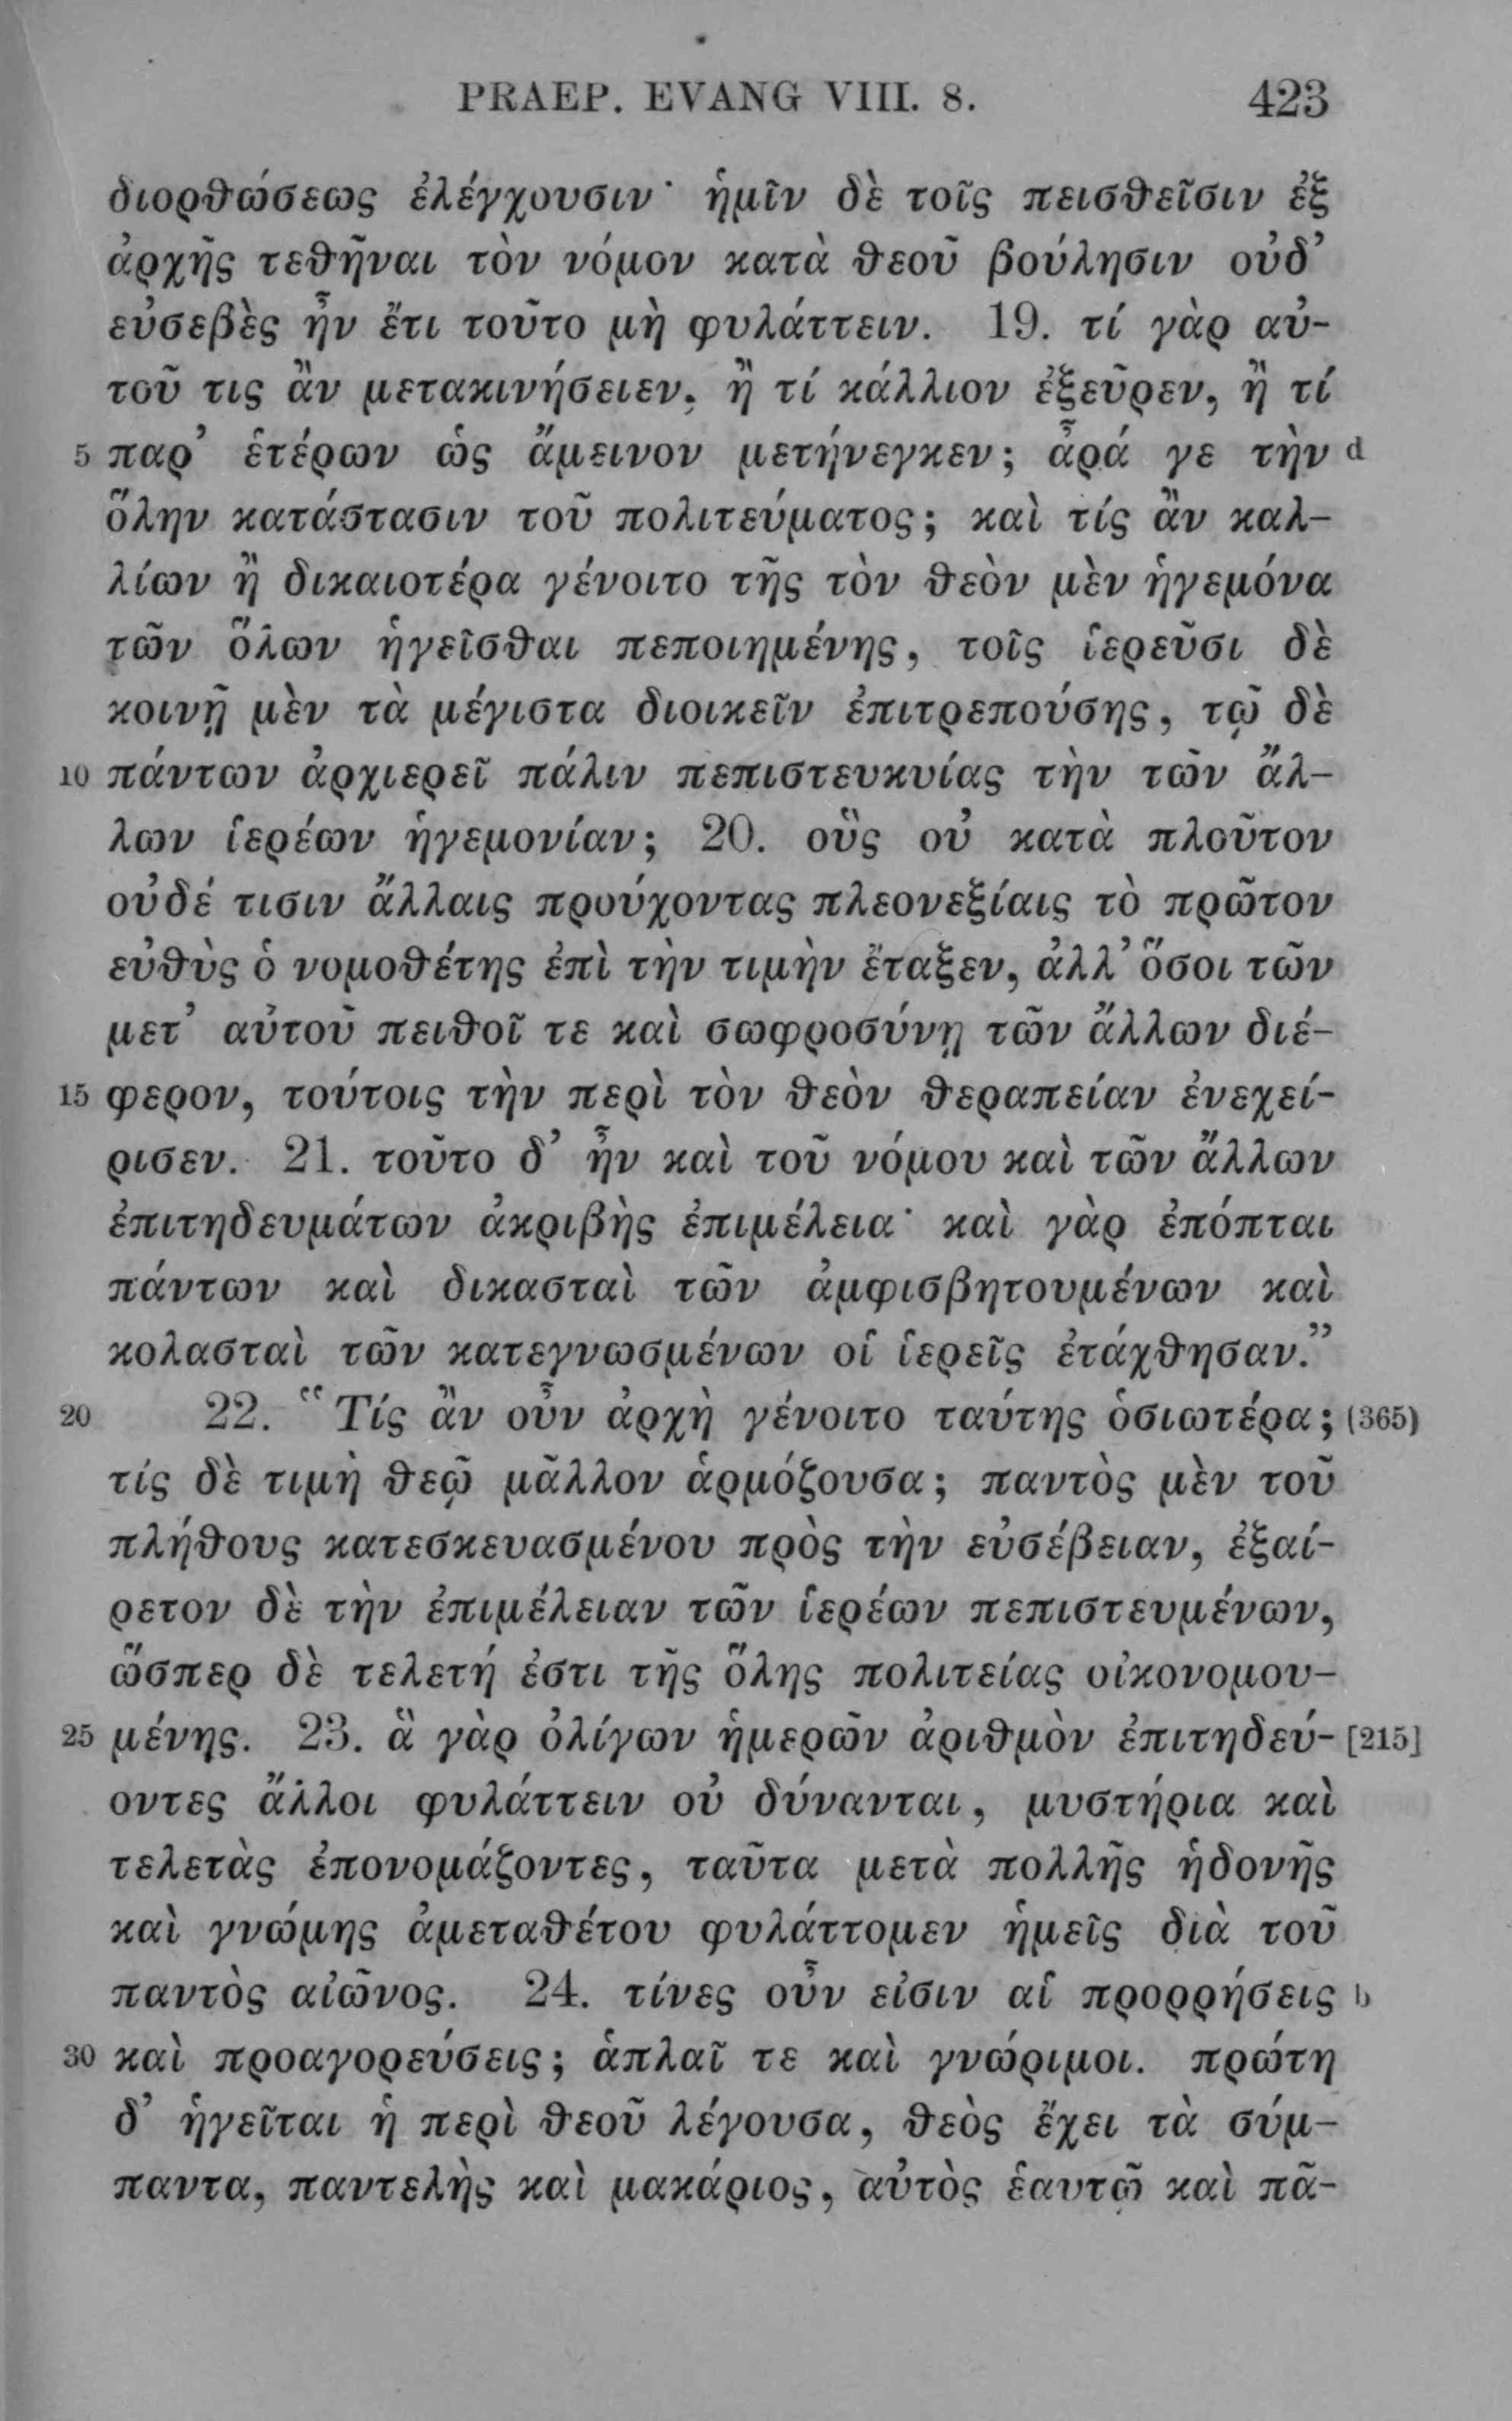 PRAEP. EVANG VIII. 8. 423
διορθώσεως ἐλέγχουσιν· ἡμῖν δὲ τοῖς πεισθεῖσιν ἐξ
ἀρχῆς τεθῆναι τὸν νόμον κατὰ θεοῦ βούλησιν οὐδ’
εὐσεβὲς ἦν ἔτι τοῦτο μὴ φυλάττειν. 19. τί γὰρ αὐ-
τοῦ τις ἂν μετακινήσειεν, ἢ τί κάλλιον ἐξεῦρεν, ἢ τί
5 παρ’ ἑτέρων ὡς ἄμεινον μετήνεγκεν; ἆρά γε τὴν d
ὅλην κατάστασιν τοῦ πολιτεύματος; καὶ τίς ἂν καλ-
λίων ἢ δικαιοτέρα γένοιτο τῆς τὸν θεὸν μὲν ἡγεμόνα
τῶν ὅλων ἡγεῖσθαι πεποιημένης, τοῖς ἱερεῦσι δὲ
κοινῇ μὲν τὰ μέγιστα διοικεῖν ἐπιτρεπούσης, τῷ δὲ
10 πάντων ἀρχιερεῖ πάλιν πεπιστευκυίας τὴν τῶν ἄλ-
λων ἱερέων ἡγεμονίαν; 20. οὓς οὐ κατὰ πλοῦτον
οὐδέ τισιν ἄλλαις προύχοντας πλεονεξίαις τὸ πρῶτον
εὐθὺς ὁ νομοθέτης ἐπὶ τὴν τιμὴν ἔταξεν, ἀλλ’ ὅσοι τῶν
μετ’ αὐτοῦ πειθοῖ τε καὶ σωφροσύνῃ τῶν ἄλλων διέ-
15 φερον, τούτοις τὴν περὶ τὸν θεὸν θεραπείαν ἐνεχεί-
ρισεν. 21. τοῦτο δ’ ἦν καὶ τοῦ νόμου καὶ τῶν ἄλλων
ἐπιτηδευμάτων ἀκριβὴς ἐπιμέλεια· καὶ γὰρ ἐπόπται
πάντων καὶ δικασταὶ τῶν ἀμφισβητουμένων καὶ
κολασταὶ τῶν κατεγνωσμένων οἱ ἱερεῖς ἐτάχθησαν.”
20 22. “Τίς ἂν οὖν ἀρχὴ γένοιτο ταύτης ὁσιωτέρα; (365)
τίς δὲ τιμὴ θεῷ μᾶλλον ἁρμόζουσα; παντὸς μὲν τοῦ
πλήθους κατεσκευασμένου πρὸς τὴν εὐσέβειαν, ἐξαί-
ρετον δὲ τὴν ἐπιμέλειαν τῶν ἱερέων πεπιστευμένων,
ὥσπερ δὲ τελετή ἐστι τῆς ὅλης πολιτείας οἰκονομου-
25 μένης. 23. ἃ γὰρ ὀλίγων ἡμερῶν ἀριθμὸν ἐπιτηδεύ- [215]
οντες ἄλλοι φυλάττειν οὐ δύνανται, μυστήρια καὶ
τελετὰς ἐπονομάζοντες, ταῦτα μετὰ πολλῆς ἡδονῆς
καὶ γνώμης ἀμεταθέτου φυλάττομεν ἡμεῖς διὰ τοῦ
παντὸς αἰῶνος. 24. τίνες οὖν εἰσιν αἱ προρρήσεις b
30 καὶ προαγορεύσεις; ἁπλαῖ τε καὶ γνώριμοι. πρώτη
δ’ ἡγεῖται ἡ περὶ θεοῦ λέγουσα, θεὸς ἔχει τὰ σύμ-
παντα, παντελὴς καὶ μακάριος, αὐτὸς ἑαυτῷ καὶ πᾶ-